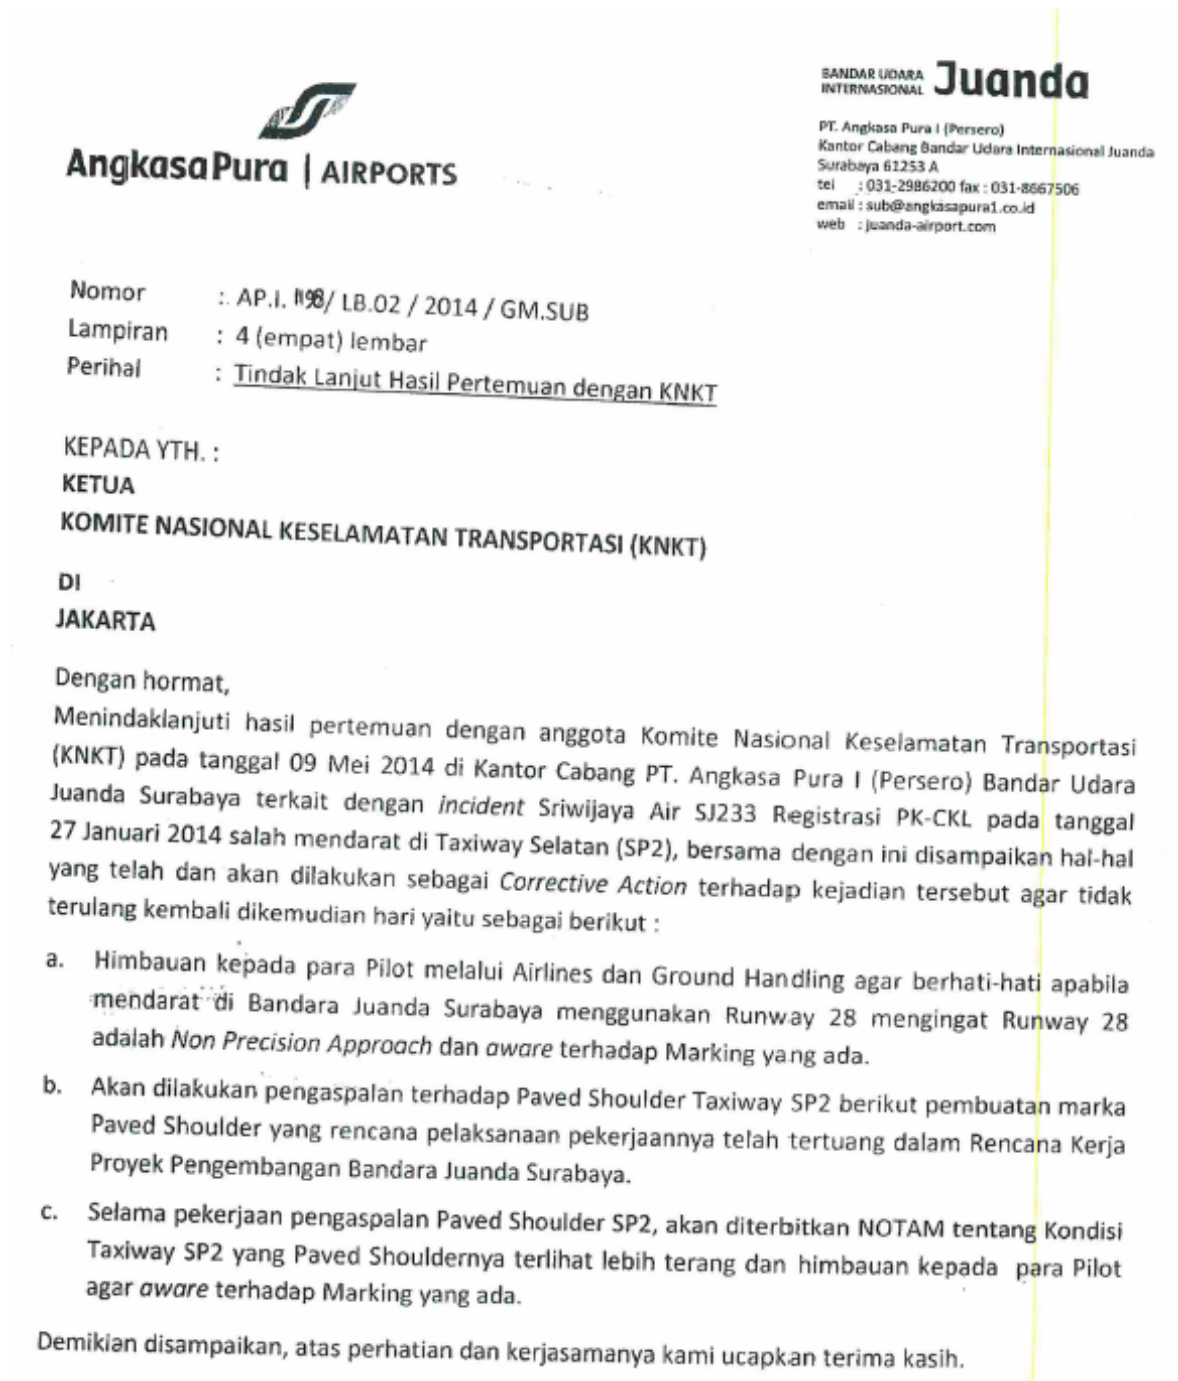 BANDAR UDARA
INTERNASIONAL Juanda
AngkasaPura | AIRPORTS
PT. Angkasa Pura I (Persero)
Kantor Cabang Bandar Udara Internasional Juanda
Surabaya 61253 A
tel : 031-2986200 fax : 031-8667506
email : sub@angkasapura1.co.id
web : juanda-airport.com
Nomor : AP.I. 1198/ LB.02 / 2014 / GM.SUB
Lampiran : 4 (empat) lembar
Perihal : Tindak Lanjut Hasil Pertemuan dengan KNKT
KEPADA YTH. :
KETUA
KOMITE NASIONAL KESELAMATAN TRANSPORTASI (KNKT)
DI
JAKARTA
Dengan hormat,
Menindaklanjuti hasil pertemuan dengan anggota Komite Nasional Keselamatan Transportasi
(KNKT) pada tanggal 09 Mei 2014 di Kantor Cabang PT. Angkasa Pura I (Persero) Bandar Udara
Juanda Surabaya terkait dengan incident Sriwijaya Air SJ233 Registrasi PK-CKL pada tanggal
27 Januari 2014 salah mendarat di Taxiway Selatan (SP2), bersama dengan ini disampaikan hal-hal
yang telah dan akan dilakukan sebagai Corrective Action terhadap kejadian tersebut agar tidak
terulang kembali dikemudian hari yaitu sebagai berikut :
a. Himbauan kepada para Pilot melalui Airlines dan Ground Handling agar berhati-hati apabila
mendarat di Bandara Juanda Surabaya menggunakan Runway 28 mengingat Runway 28
adalah Non Precision Approach dan aware terhadap Marking yang ada.
b. Akan dilakukan pengaspalan terhadap Paved Shoulder Taxiway SP2 berikut pembuatan marka
Paved Shoulder yang rencana pelaksanaan pekerjaannya telah tertuang dalam Rencana Kerja
Proyek Pengembangan Bandara Juanda Surabaya.
c. Selama pekerjaan pengaspalan Paved Shoulder SP2, akan diterbitkan NOTAM tentang Kondisi
Taxiway SP2 yang Paved Shouldernya terlihat lebih terang dan himbauan kepada para Pilot
agar aware terhadap Marking yang ada.
Demikian disampaikan, atas perhatian dan kerjasamanya kami ucapkan terima kasih.